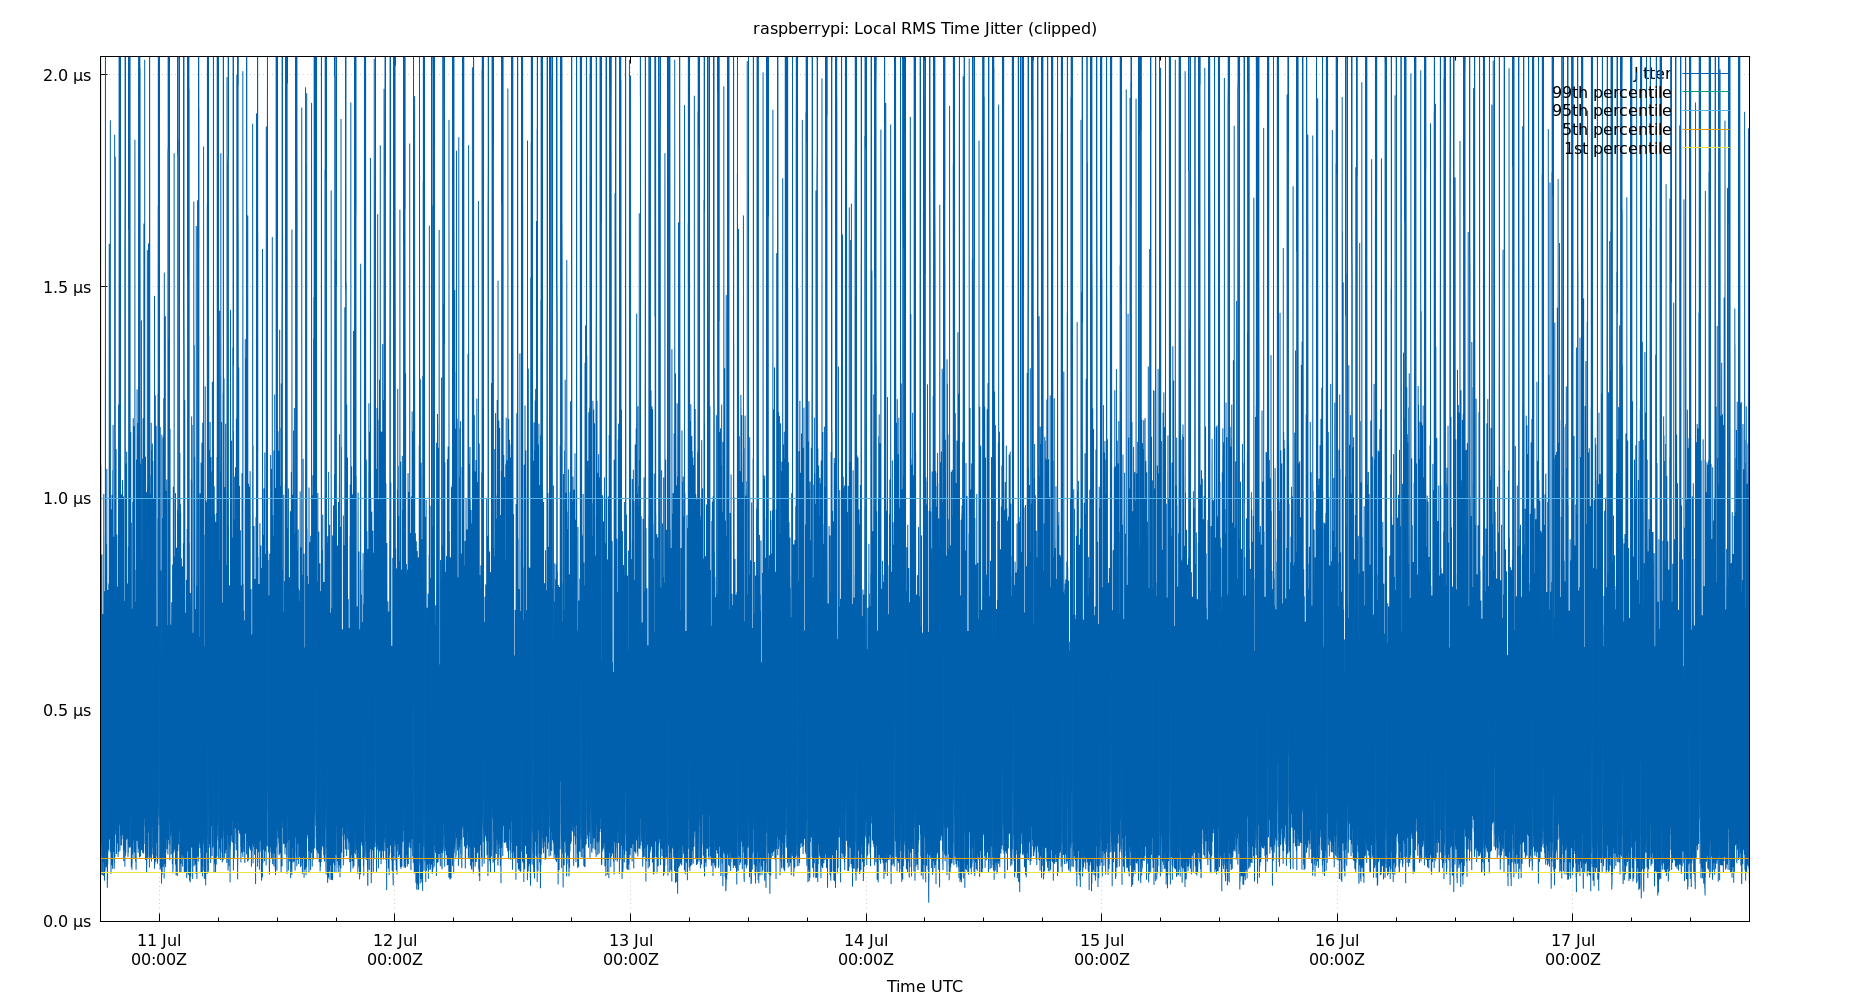 raspberrypi: Local RMS Time Jitter (clipped)
2.0 µs
1.5 µs
1.0 µs
0.5 µs
0.0 µs
Jitter
99th percentile
95th percentile
5th percentile
1st percentile
11 Jul
00:00Z
12 Jul
00:00Z
13 Jul
00:00Z
14 Jul
00:00Z
15 Jul
00:00Z
16 Jul
00:00Z
17 Jul
00:00Z
Time UTC